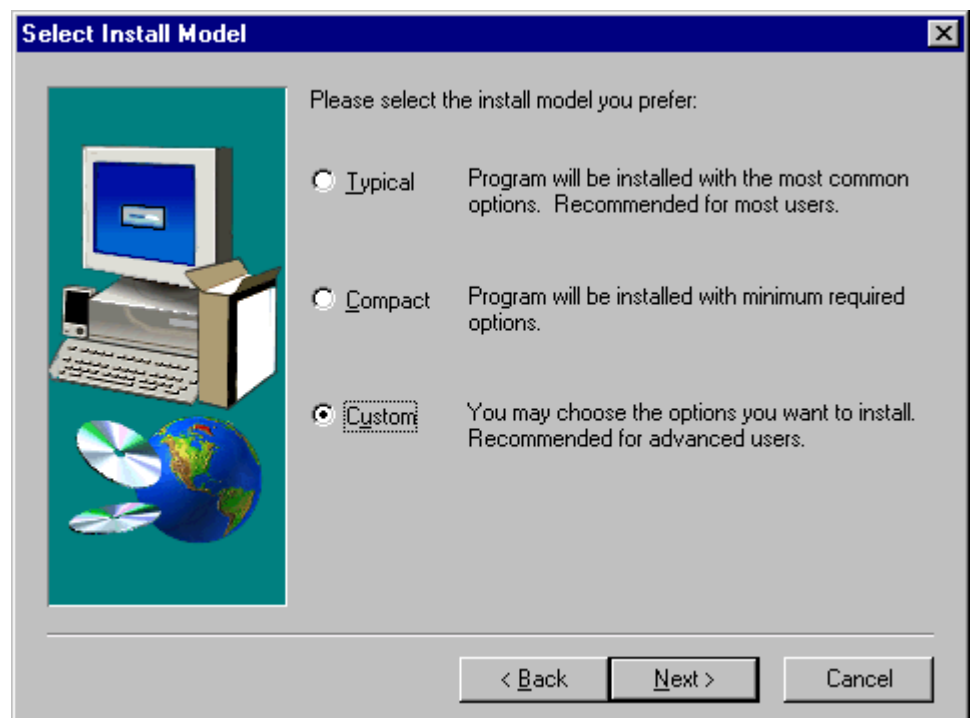 Select Install Model
Please select the install model you prefer:
Typical
Program will be installed with the most common
options. Recommended for most users.
Compact
Program will be installed with minimum required
options.
Custom
You may choose the options you want to install.
Recommended for advanced users.
< Back
Next >
Cancel